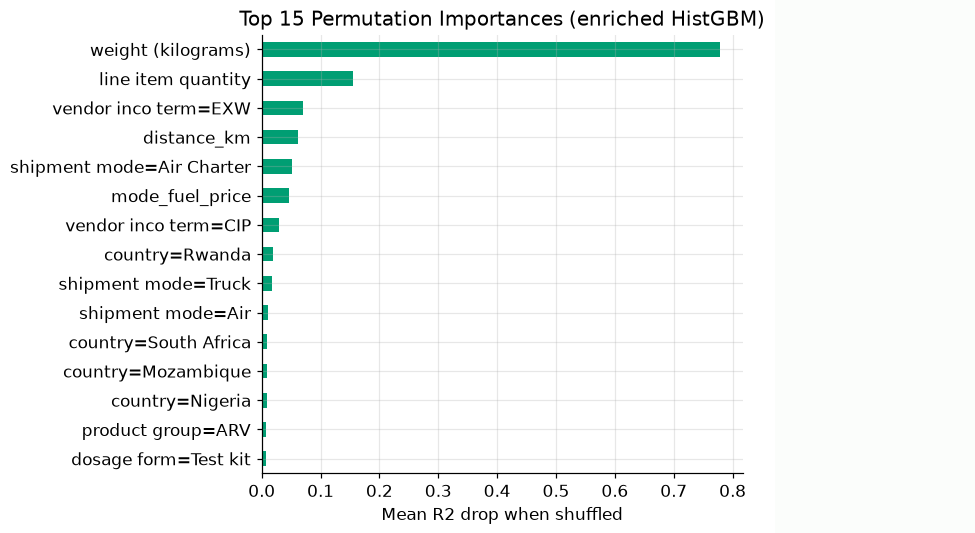 Top 15 Permutation Importances (enriched HistGBM)
weight (kilograms)
line item quantity
vendor inco term=EXW
distance_km
shipment mode=Air Charter
mode_fuel_price
vendor inco term=CIP
country=Rwanda
shipment mode=Truck
shipment mode=Air
country=South Africa
country=Mozambique
country=Nigeria
product group=ARV
dosage form=Test kit
0.0 0.1 0.2 0.3 0.4 0.5 0.6 0.7 0.8
Mean R2 drop when shuffled